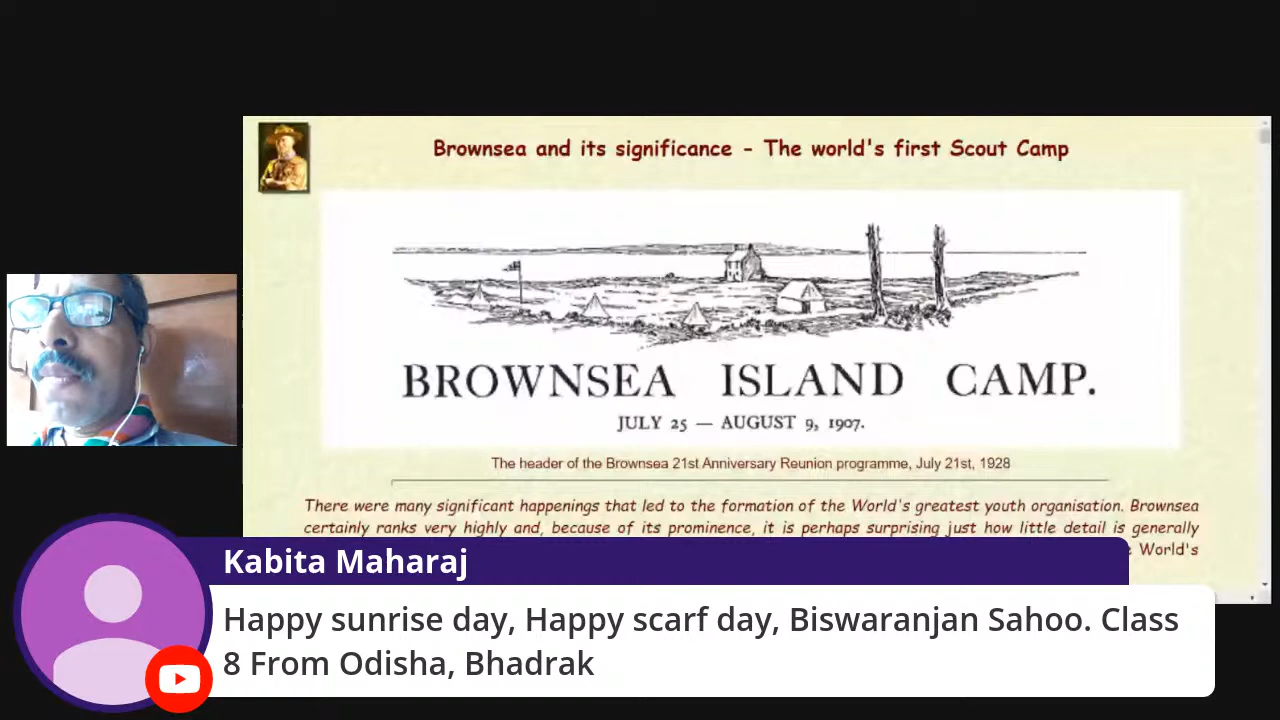 Brownsea and its significance - The world's first Scout Camp
BROWNSEA ISLAND CAMP.
JULY 25 — AUGUST 9, 1907.
The header of the Brownsea 21st Anniversary Reunion programme, July 21st, 1928
There were many significant happenings that led to the formation of the World's greatest youth organisation. Brownsea
certainly ranks very highly and, because of its prominence, it is perhaps surprising just how little detail is generally
World's
Kabita Maharaj
Happy sunrise day, Happy scarf day, Biswaranjan Sahoo. Class
8 From Odisha, Bhadrak